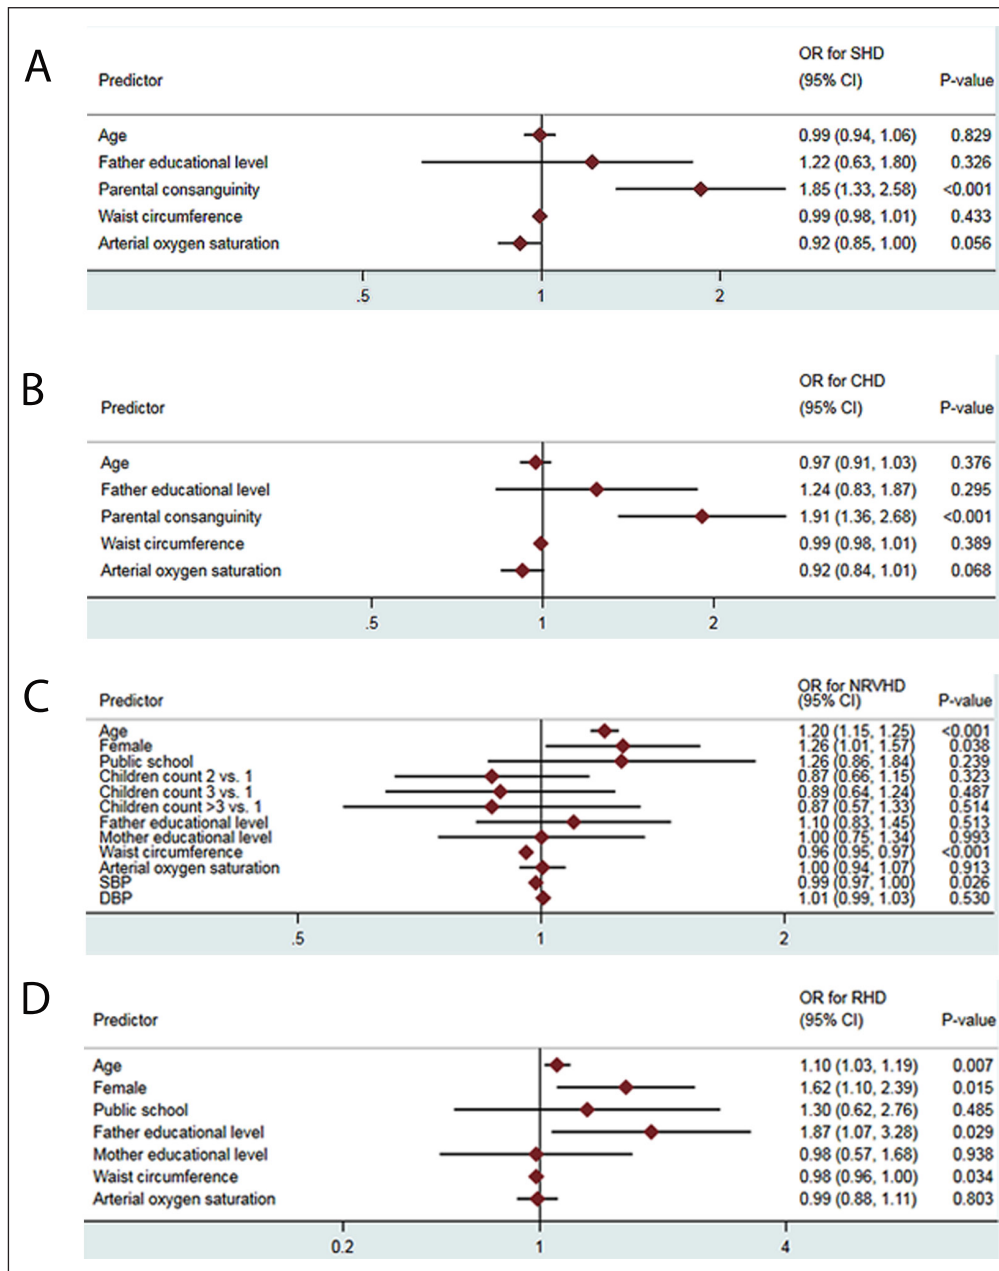 A
OR for SHD
Predictor (95% CI) P-value
Age 0.99 (0.94, 1.06) 0.829
Father educational level 1.22 (0.63, 1.80) 0.326
Parental consanguinity 1.85 (1.33, 2.58) <0.001
Waist circumference 0.99 (0.98, 1.01) 0.433
Arterial oxygen saturation 0.92 (0.85, 1.00) 0.056
.5 1 2
B
OR for CHD
Predictor (95% CI) P-value
Age 0.97 (0.91, 1.03) 0.376
Father educational level 1.24 (0.83, 1.87) 0.295
Parental consanguinity 1.91 (1.36, 2.68) <0.001
Waist circumference 0.99 (0.98, 1.01) 0.389
Arterial oxygen saturation 0.92 (0.84, 1.01) 0.068
.5 1 2
C
OR for NRVHD
Predictor (95% CI) P-value
Age 1.20 (1.15, 1.25) <0.001
Female 1.26 (1.01, 1.57) 0.038
Public school 1.26 (0.86, 1.84) 0.239
Children count 2 vs. 1 0.87 (0.66, 1.15) 0.323
Children count 3 vs. 1 0.89 (0.64, 1.24) 0.487
Children count >3 vs. 1 0.87 (0.57, 1.33) 0.514
Father educational level 1.10 (0.83, 1.45) 0.513
Mother educational level 1.00 (0.75, 1.34) 0.993
Waist circumference 0.96 (0.95, 0.97) <0.001
Arterial oxygen saturation 1.00 (0.94, 1.07) 0.913
SBP 0.99 (0.97, 1.00) 0.026
DBP 1.01 (0.99, 1.03) 0.530
.5 1 2
D
OR for RHD
Predictor (95% CI) P-value
Age 1.10 (1.03, 1.19) 0.007
Female 1.62 (1.10, 2.39) 0.015
Public school 1.30 (0.62, 2.76) 0.485
Father educational level 1.87 (1.07, 3.28) 0.029
Mother educational level 0.98 (0.57, 1.68) 0.938
Waist circumference 0.98 (0.96, 1.00) 0.034
Arterial oxygen saturation 0.99 (0.88, 1.11) 0.803
0.2 1 4